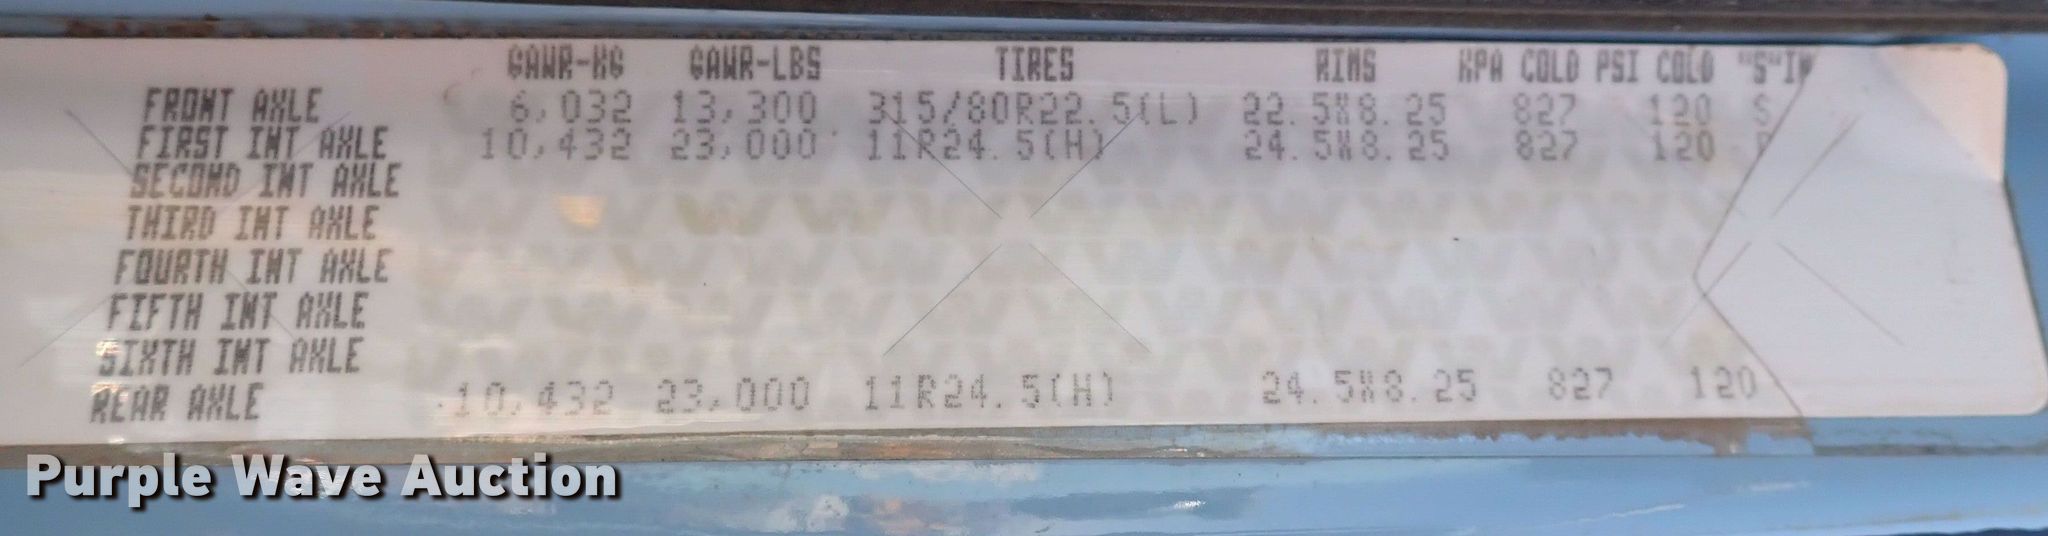 GAWR-KG GAWR-LBS TIRES RIMS KPA COLD PSI COLD
FRONT AXLE 6,032 13,300 315/80R22.5(L) 22.5X8.25 827 120 S
FIRST INT AXLE 10,432 23,000 11R24.5(H) 24.5X8.25 827 120
SECOND INT AXLE
THIRD INT AXLE
FOURTH INT AXLE
FIFTH INT AXLE
SIXTH INT AXLE
REAR AXLE 10,432 23,000 11R24.5(H) 24.5X8.25 827 120
Purple Wave Auction